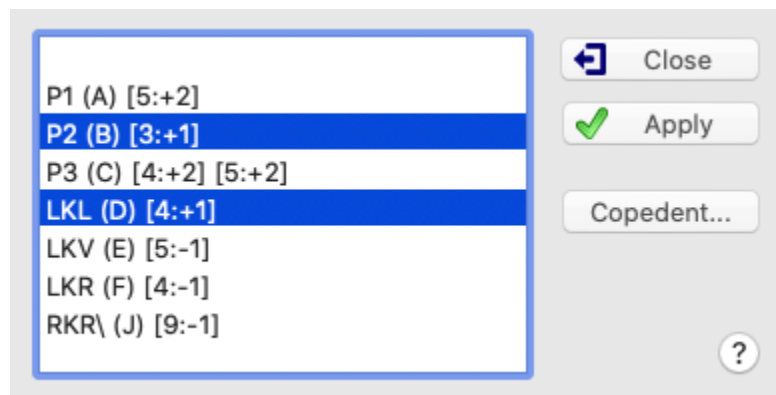 P1 (A) [5:+2]
P2 (B) [3:+1]
P3 (C) [4:+2] [5:+2]
LKL (D) [4:+1]
LKV (E) [5:-1]
LKR (F) [4:-1]
RKR\ (J) [9:-1]
Close
Apply
Copedent...
?